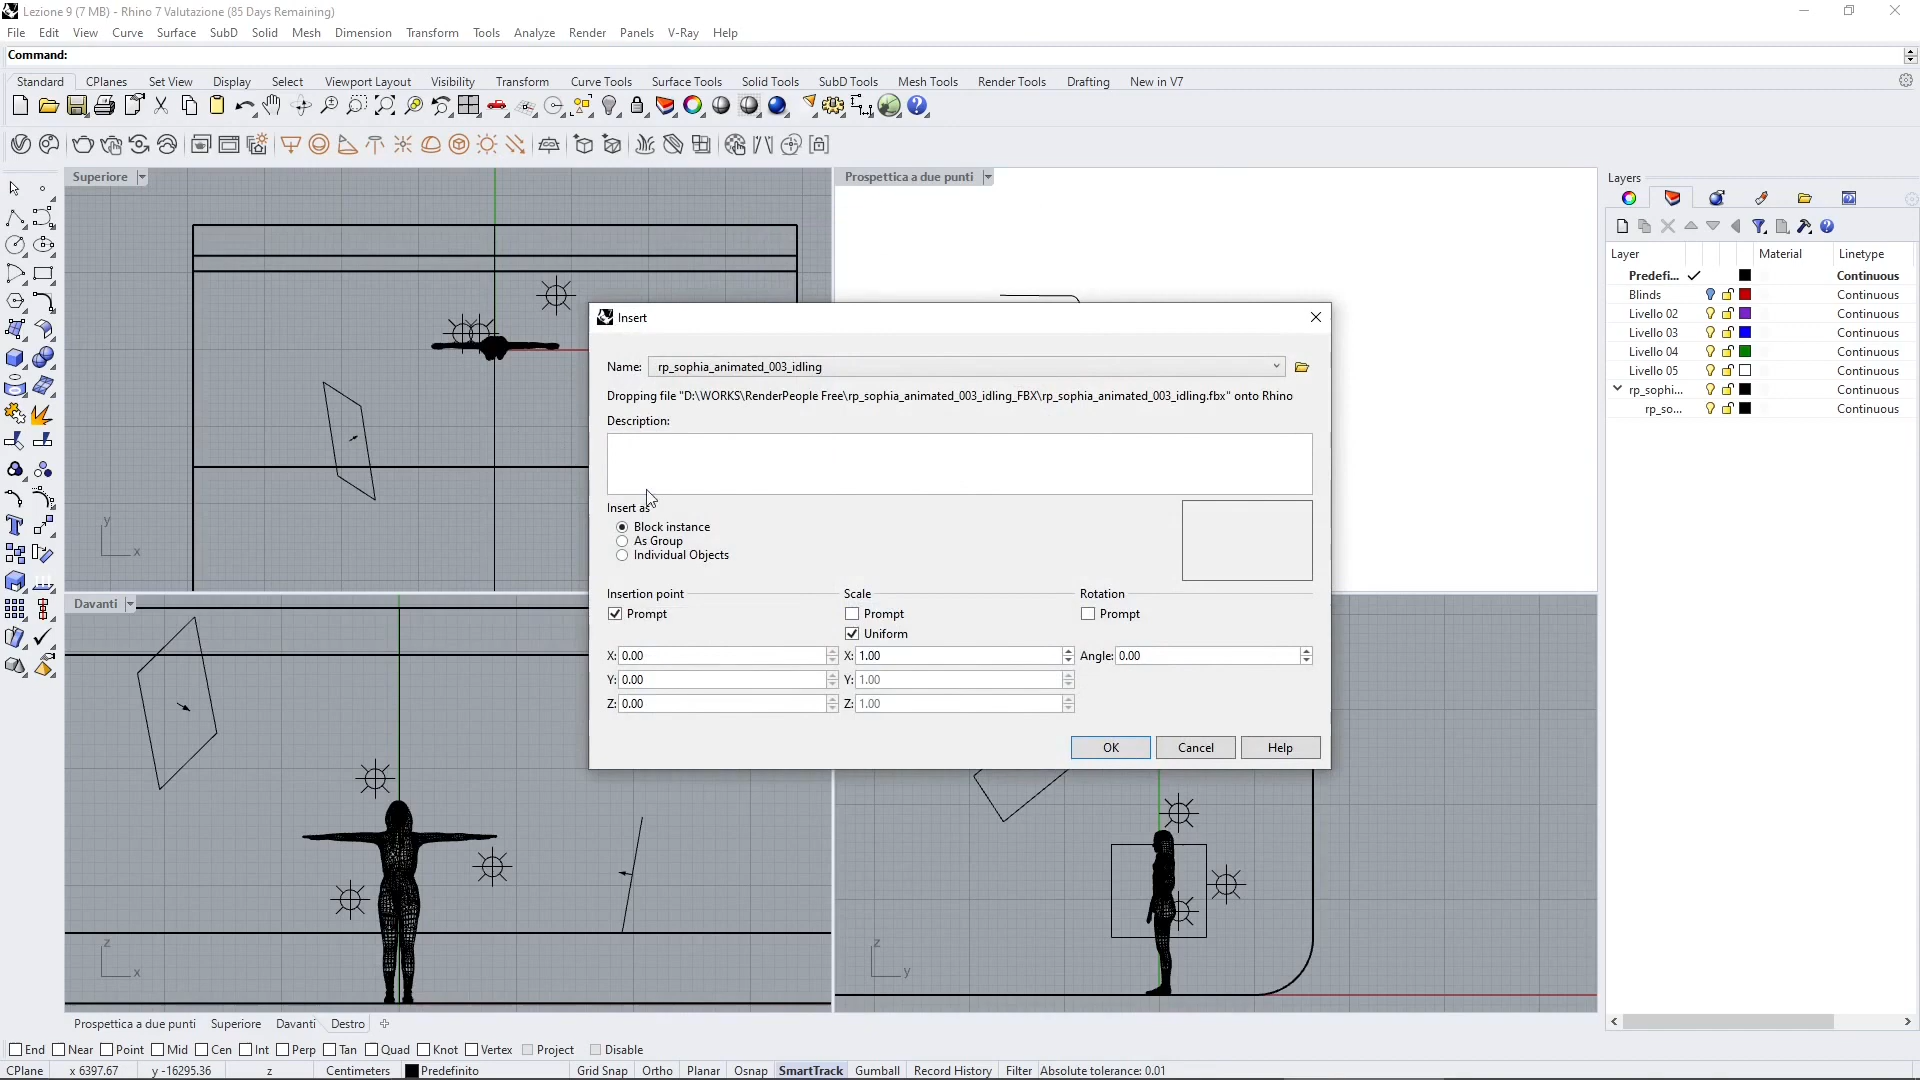 Lezione 9 (7 MB) - Rhino 7 Valutazione (85 Days Remaining)
File Edit View Curve Surface SubD Solid Mesh Dimension Transform Tools Analyze Render Panels V-Ray Help
Command:
Standard CPlanes Set View Display Select Viewport Layout Visibility Transform Curve Tools Surface Tools Solid Tools SubD Tools Mesh Tools Render Tools Drafting New in V7
Superiore
Prospettica a due punti
Layers
Layer Material Linetype
Predefi... Continuous
Blinds Continuous
Livello 02 Continuous
Livello 03 Continuous
Livello 04 Continuous
Livello 05 Continuous
rp_sophi... Continuous
rp_so... Continuous
Insert
Name: rp_sophia_animated_003_idling
Dropping file "D:\WORKS\RenderPeople Free\rp_sophia_animated_003_idling_FBX\rp_sophia_animated_003_idling.fbx" onto Rhino
Description:
Insert as
Block instance
As Group
Individual Objects
Insertion point Scale Rotation
Prompt Prompt Prompt
Uniform
X: 0.00 X: 1.00 Angle: 0.00
Y: 0.00 Y: 1.00
Z: 0.00 Z: 1.00
OK Cancel Help
y
x
Davanti
z
x
z
y
Prospettica a due punti Superiore Davanti Destro
End Near Point Mid Cen Int Perp Tan Quad Knot Vertex Project Disable
CPlane x 6397.67 y -16295.36 z Centimeters Predefinito Grid Snap Ortho Planar Osnap SmartTrack Gumball Record History Filter Absolute tolerance: 0.01